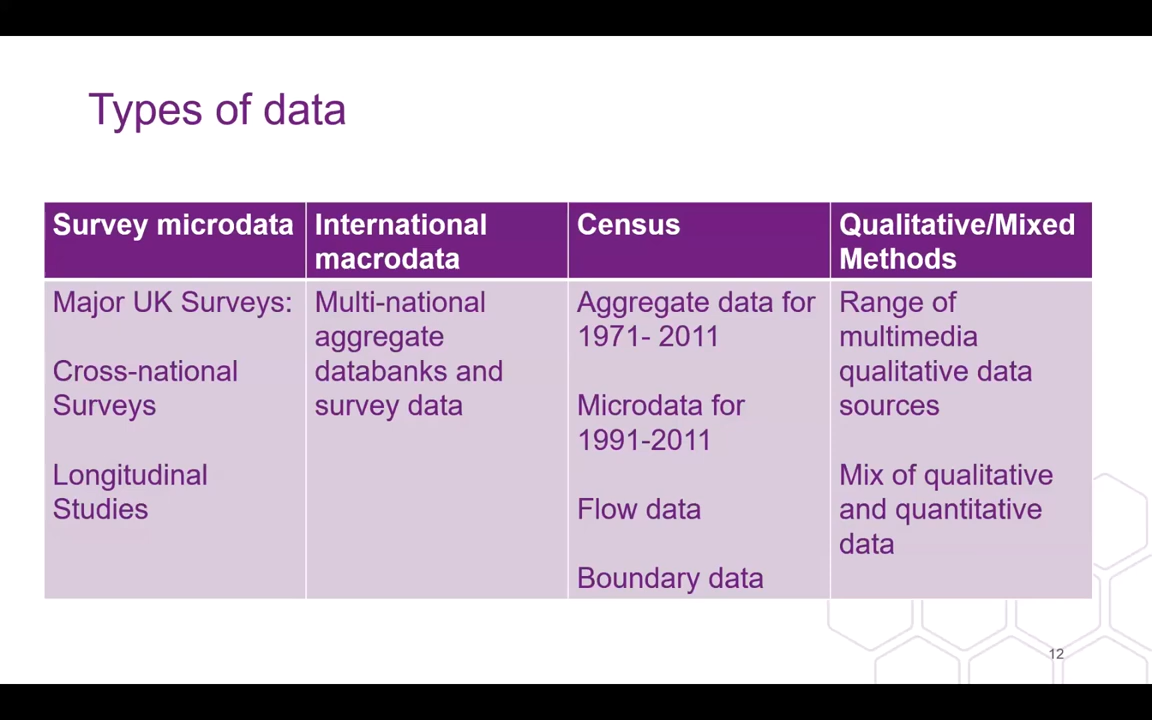 Types of data
Survey microdata
Major UK Surveys:
Cross-national
Surveys
Longitudinal
Studies
International
macrodata
Multi-national
aggregate
databanks and
survey data
Census
Aggregate data for
1971- 2011
Microdata for
1991-2011
Flow data
Boundary data
Qualitative/Mixed
Methods
Range of
multimedia
qualitative data
sources
Mix of qualitative
and quantitative
data
12